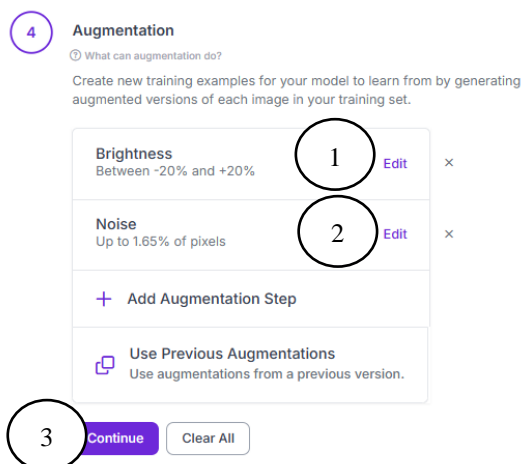 4 Augmentation
What can augmentation do?
Create new training examples for your model to learn from by generating
augmented versions of each image in your training set.
Brightness
Between -20% and +20%
1 Edit ×
Noise
Up to 1.65% of pixels
2 Edit ×
+ Add Augmentation Step
Use Previous Augmentations
Use augmentations from a previous version.
3 Continue Clear All